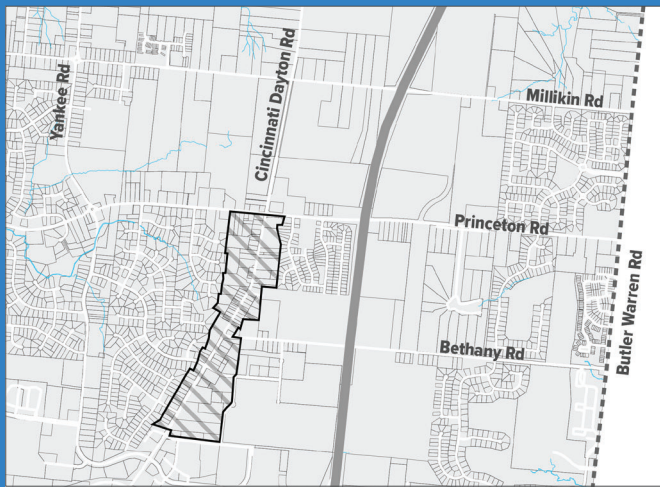 Yankee Rd
Cincinnati Dayton Rd
Millikin Rd
Princeton Rd
Butler Warren Rd
Bethany Rd